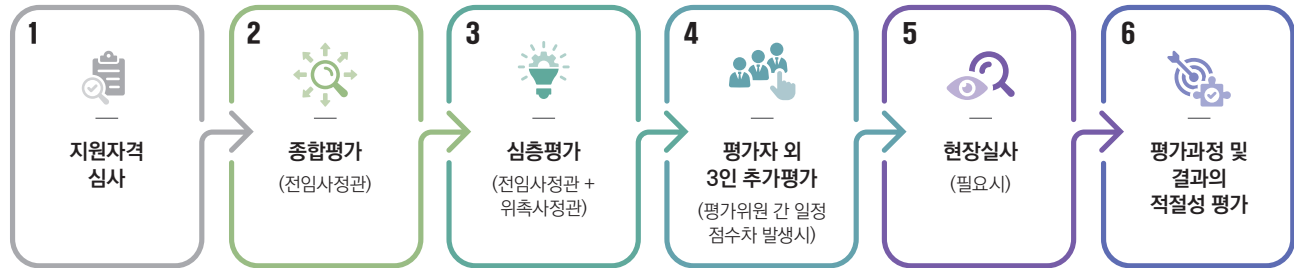 1
지원자격
심사
2
종합평가
(전임사정관)
3
심층평가
(전임사정관 +
위촉사정관)
4
평가자 외
3인 추가평가
(평가위원 간 일정
점수차 발생시)
5
현장실사
(필요시)
6
평가과정 및
결과의
적절성 평가